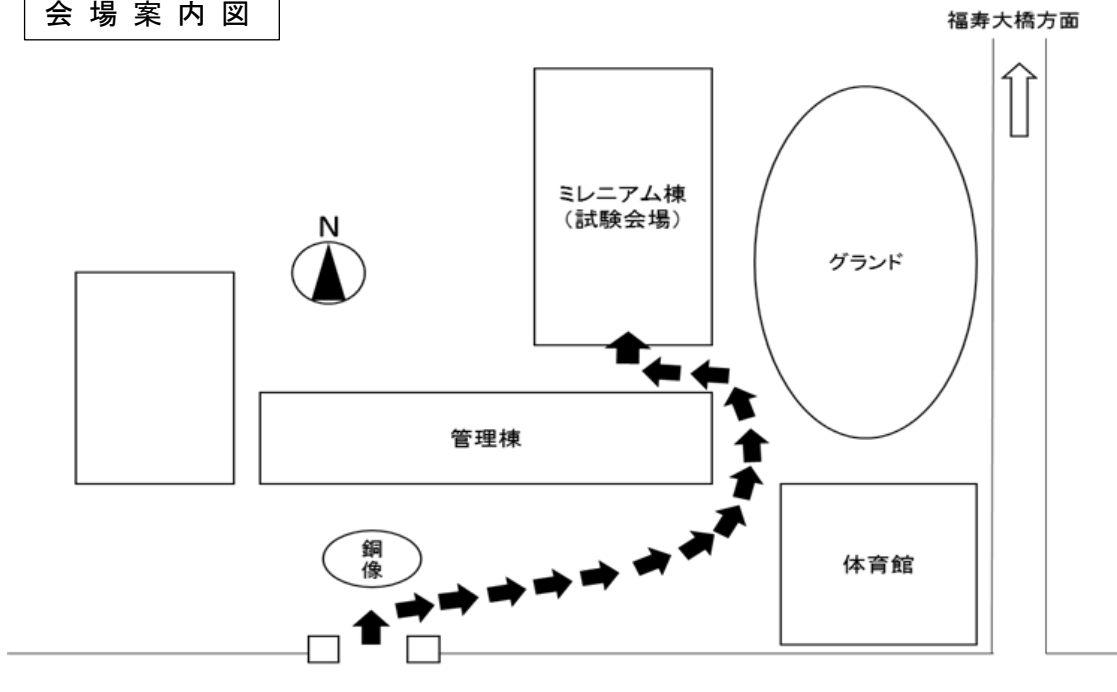 会場案内図
福寿大橋方面
ミレニアム棟
（試験会場）
N
グランド
管理棟
銅
像
体育館